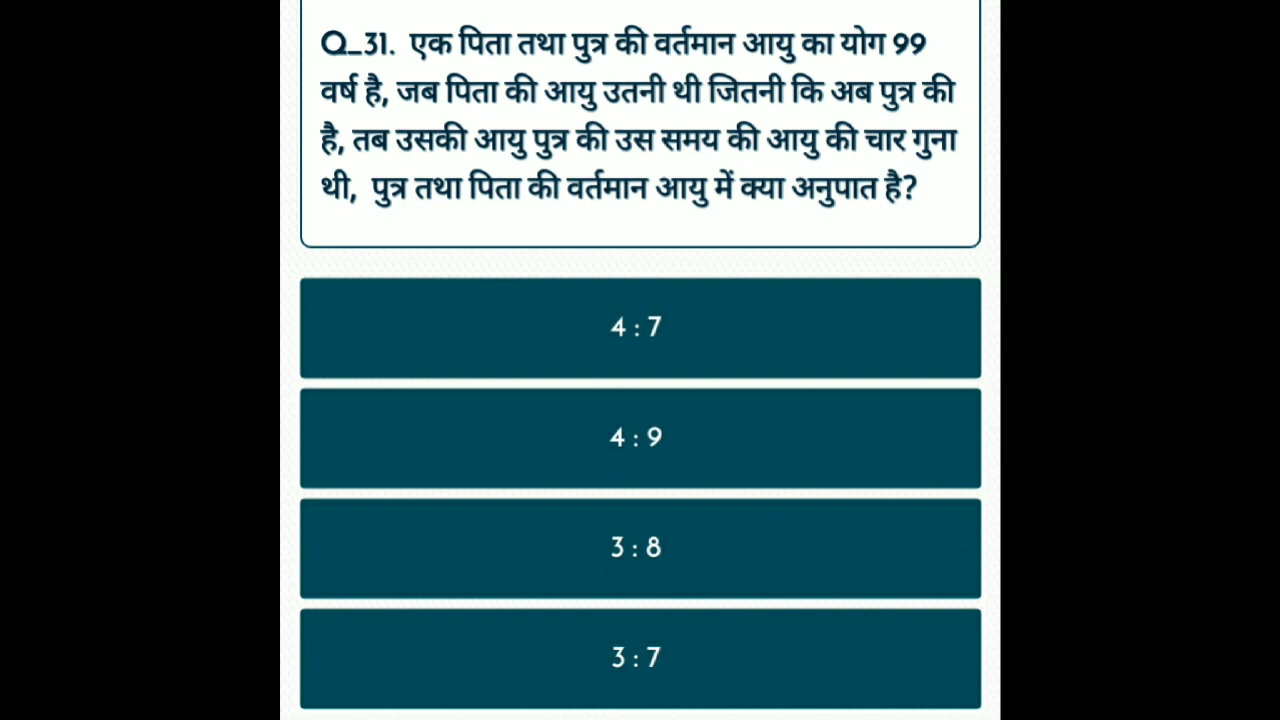 Q_31. एक पिता तथा पुत्र की वर्तमान आयु का योग 99
वर्ष है, जब पिता की आयु उतनी थी जितनी कि अब पुत्र की
है, तब उसकी आयु पुत्र की उस समय की आयु की चार गुना
थी, पुत्र तथा पिता की वर्तमान आयु में क्या अनुपात है?
4 : 7
4 : 9
3 : 8
3 : 7